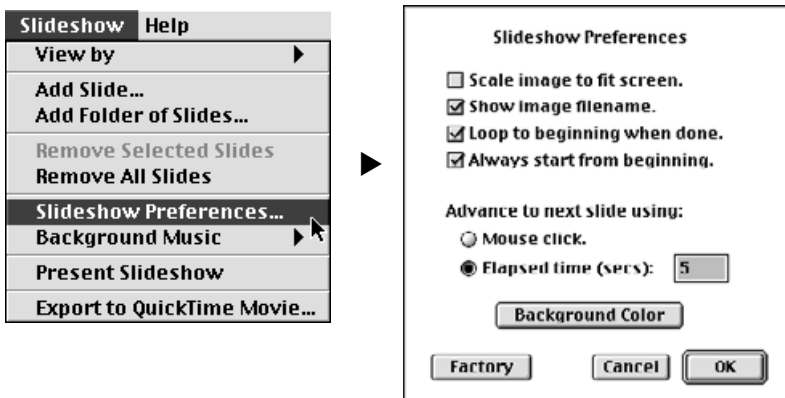 Slideshow Help
View by
Add Slide...
Add Folder of Slides...
Remove Selected Slides
Remove All Slides
Slideshow Preferences...
Background Music
Present Slideshow
Export to QuickTime Movie...
Slideshow Preferences
Scale image to fit screen.
Show image filename.
Loop to beginning when done.
Always start from beginning.
Advance to next slide using:
Mouse click.
Elapsed time (secs): 5
Background Color
Factory Cancel OK